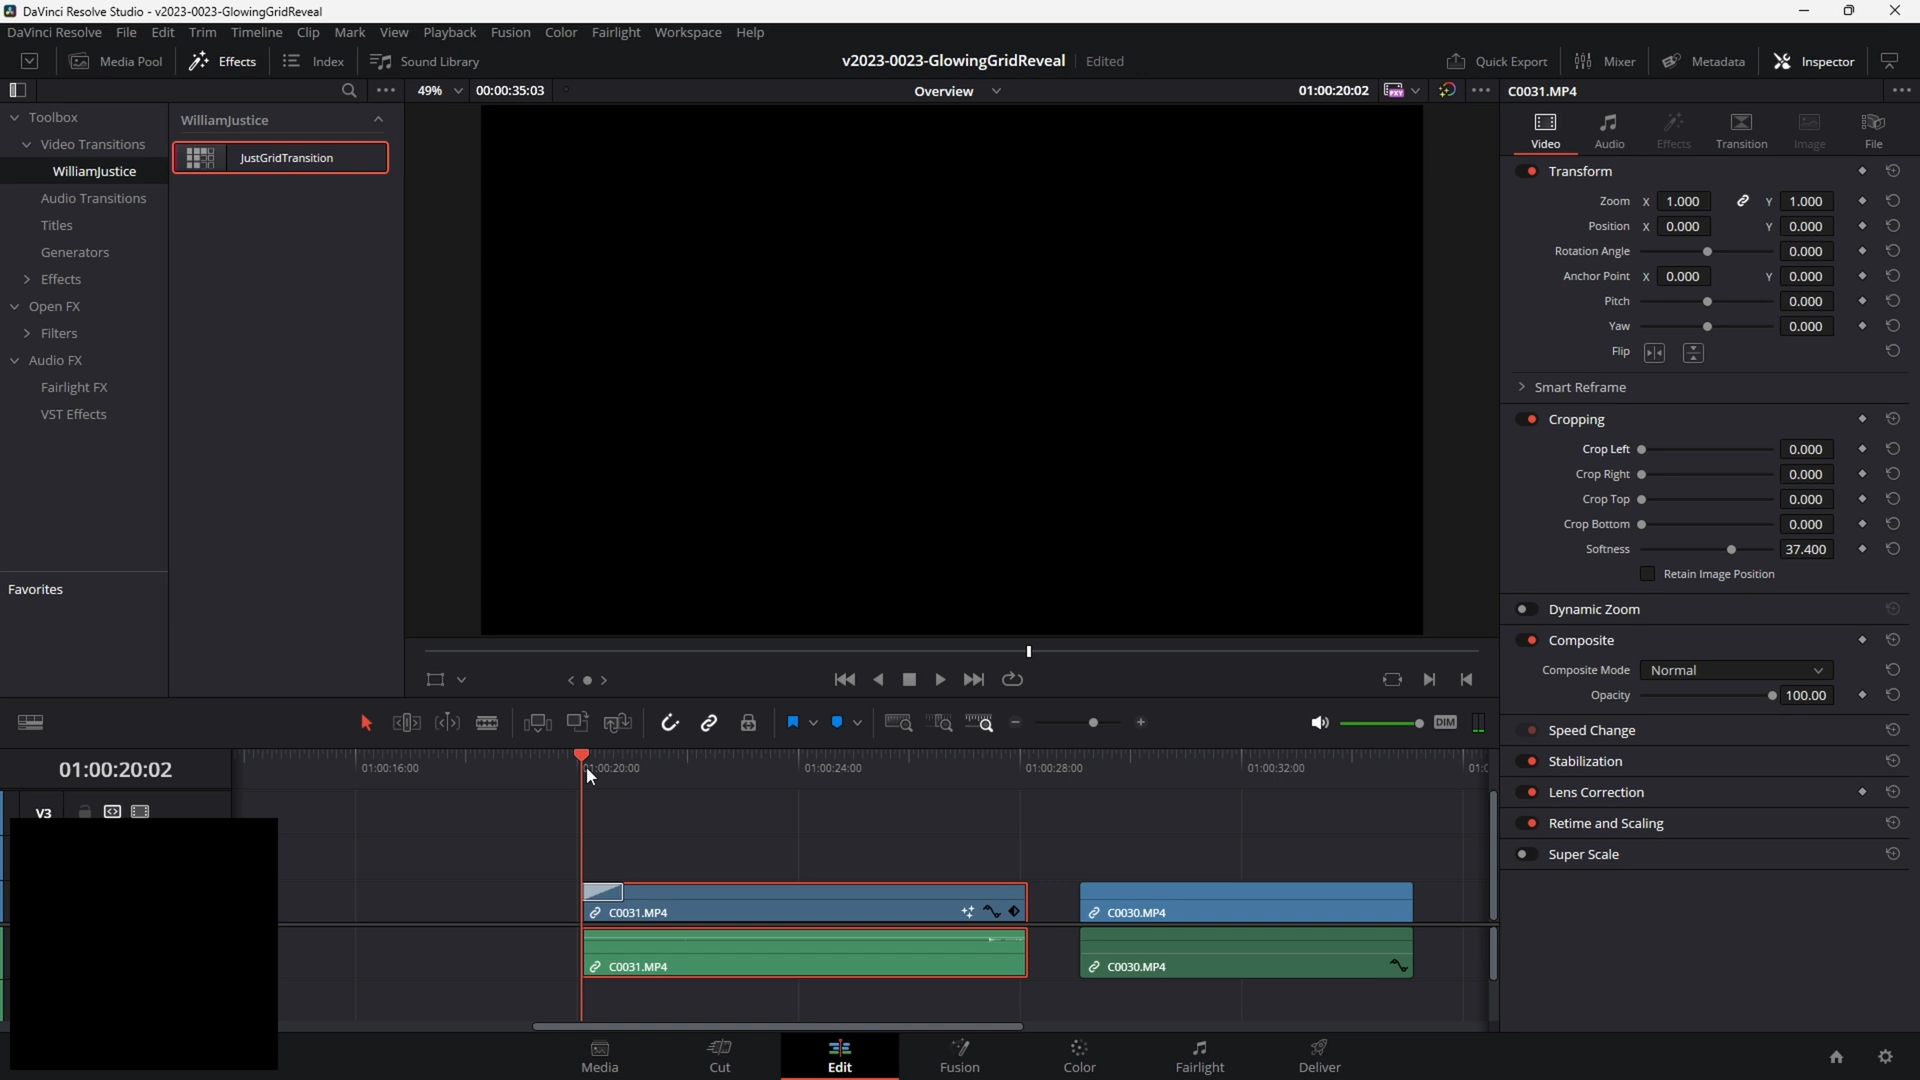 DaVinci Resolve Studio - v2023-0023-GlowingGridReveal
DaVinci Resolve File Edit Trim Timeline Clip Mark View Playback Fusion Color Fairlight Workspace Help
Media Pool Effects Index Sound Library v2023-0023-GlowingGridReveal Edited Quick Export Mixer Metadata Inspector
49% 00:00:35:03 Overview 01:00:20:02 C0031.MP4
Toolbox
Video Transitions
WilliamJustice
Audio Transitions
Titles
Generators
Effects
Open FX
Filters
Audio FX
Fairlight FX
VST Effects
Favorites
WilliamJustice
JustGridTransition
Video Audio Effects Transition Image File
Transform
Zoom X 1.000 Y 1.000
Position X 0.000 Y 0.000
Rotation Angle 0.000
Anchor Point X 0.000 Y 0.000
Pitch 0.000
Yaw 0.000
Flip
Smart Reframe
Cropping
Crop Left 0.000
Crop Right 0.000
Crop Top 0.000
Crop Bottom 0.000
Softness 37.400
Retain Image Position
Dynamic Zoom
Composite
Composite Mode Normal
Opacity 100.00
Speed Change
Stabilization
Lens Correction
Retime and Scaling
Super Scale
DIM
01:00:20:02
01:00:16:00 01:00:20:00 01:00:24:00 01:00:28:00 01:00:32:00
V3
C0031.MP4 C0030.MP4
C0031.MP4 C0030.MP4
Media Cut Edit Fusion Color Fairlight Deliver